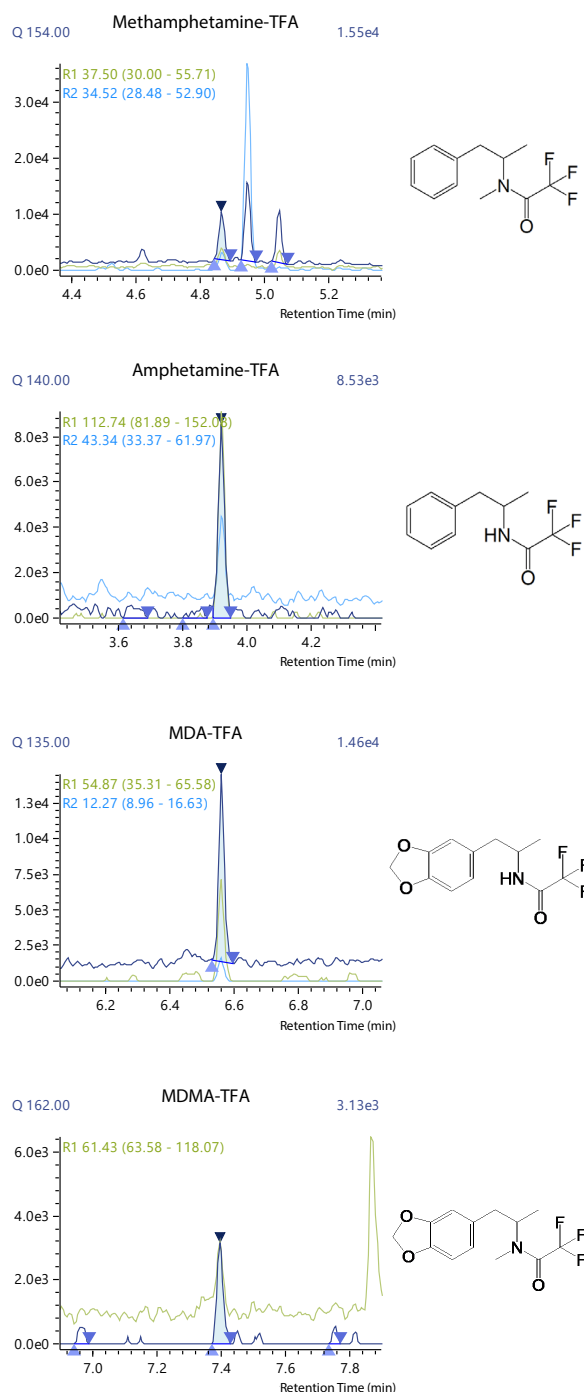 Methamphetamine-TFA
Q 154.00 1.55e4
R1 37.50 (30.00 - 55.71)
R2 34.52 (28.48 - 52.90)
3.0e4
2.0e4
1.0e4
0.0e0
4.4 4.6 4.8 5.0 5.2
Retention Time (min)
N
O
F
F
F
Amphetamine-TFA
Q 140.00 8.53e3
R1 112.74 (81.89 - 152.08)
R2 43.34 (33.37 - 61.97)
8.0e3
6.0e3
4.0e3
2.0e3
0.0e0
3.6 3.8 4.0 4.2
Retention Time (min)
HN
O
F
F
F
MDA-TFA
Q 135.00 1.46e4
R1 54.87 (35.31 - 65.58)
R2 12.27 (8.96 - 16.63)
1.3e4
1.0e4
7.5e3
5.0e3
2.5e3
0.0e0
6.2 6.4 6.6 6.8 7.0
Retention Time (min)
O
O
HN
O
F
F
F
MDMA-TFA
Q 162.00 3.13e3
R1 61.43 (63.58 - 118.07)
6.0e3
4.0e3
2.0e3
0.0e0
7.0 7.2 7.4 7.6 7.8
Retention Time (min)
O
O
N
O
F
F
F